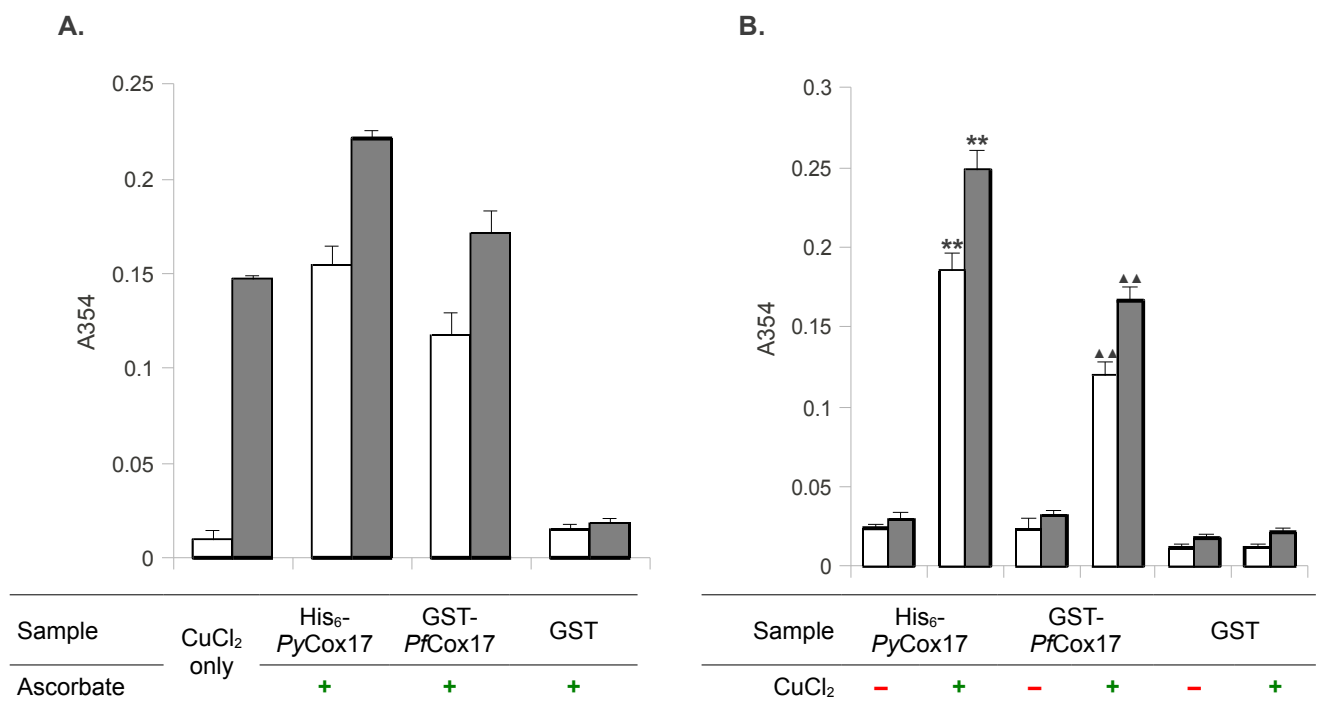 A.
0.25
0.2
0.15
0.1
0.05
0
A354
Sample
CuCl₂
only
His₆-
PyCox17
GST-
PfCox17
GST
Ascorbate + + +
B.
0.3
0.25
0.2
0.15
0.1
0.05
0
A354
** ** ▲▲ ▲▲
Sample
His₆-
PyCox17
GST-
PfCox17
GST
CuCl₂ − + − + − +